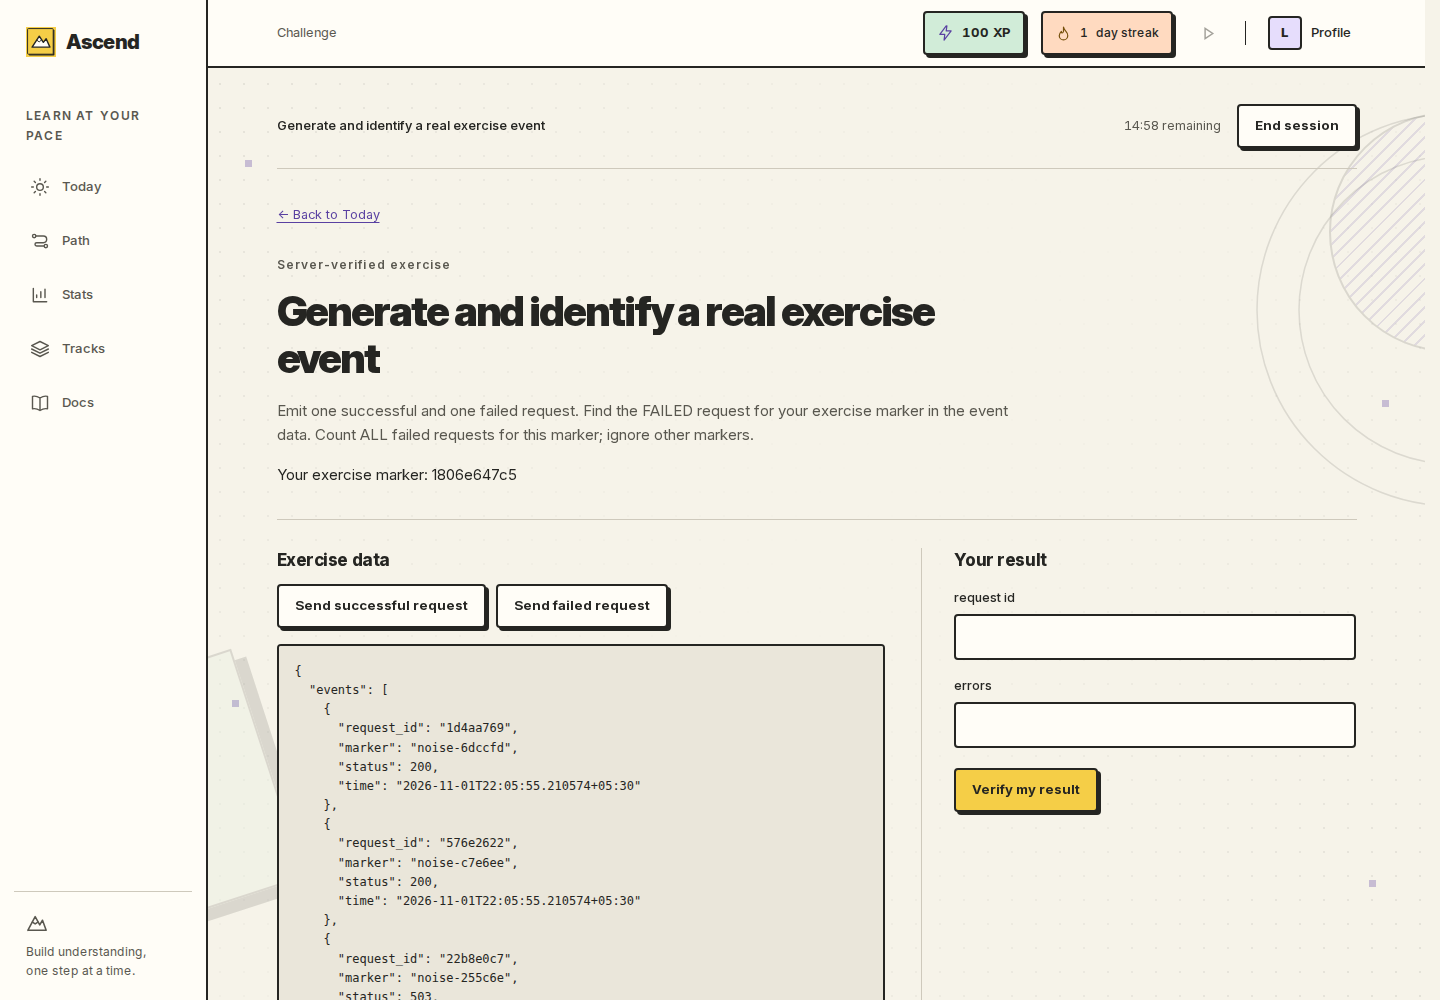 Ascend
LEARN AT YOUR
PACE
Today
Path
Stats
Tracks
Docs
Build understanding,
one step at a time.
Challenge
100 XP
1 day streak
L
Profile
Generate and identify a real exercise event
14:58 remaining
End session
← Back to Today
Server-verified exercise
Generate and identify a real exercise
event
Emit one successful and one failed request. Find the FAILED request for your exercise marker in the event
data. Count ALL failed requests for this marker; ignore other markers.
Your exercise marker: 1806e647c5
Exercise data
Send successful request
Send failed request
{
"events": [
{
"request_id": "1d4aa769",
"marker": "noise-6dccfd",
"status": 200,
"time": "2026-11-01T22:05:55.210574+05:30"
},
{
"request_id": "576e2622",
"marker": "noise-c7e6ee",
"status": 200,
"time": "2026-11-01T22:05:55.210574+05:30"
},
{
"request_id": "22b8e0c7",
"marker": "noise-255c6e",
"status": 503,
Your result
request id
errors
Verify my result